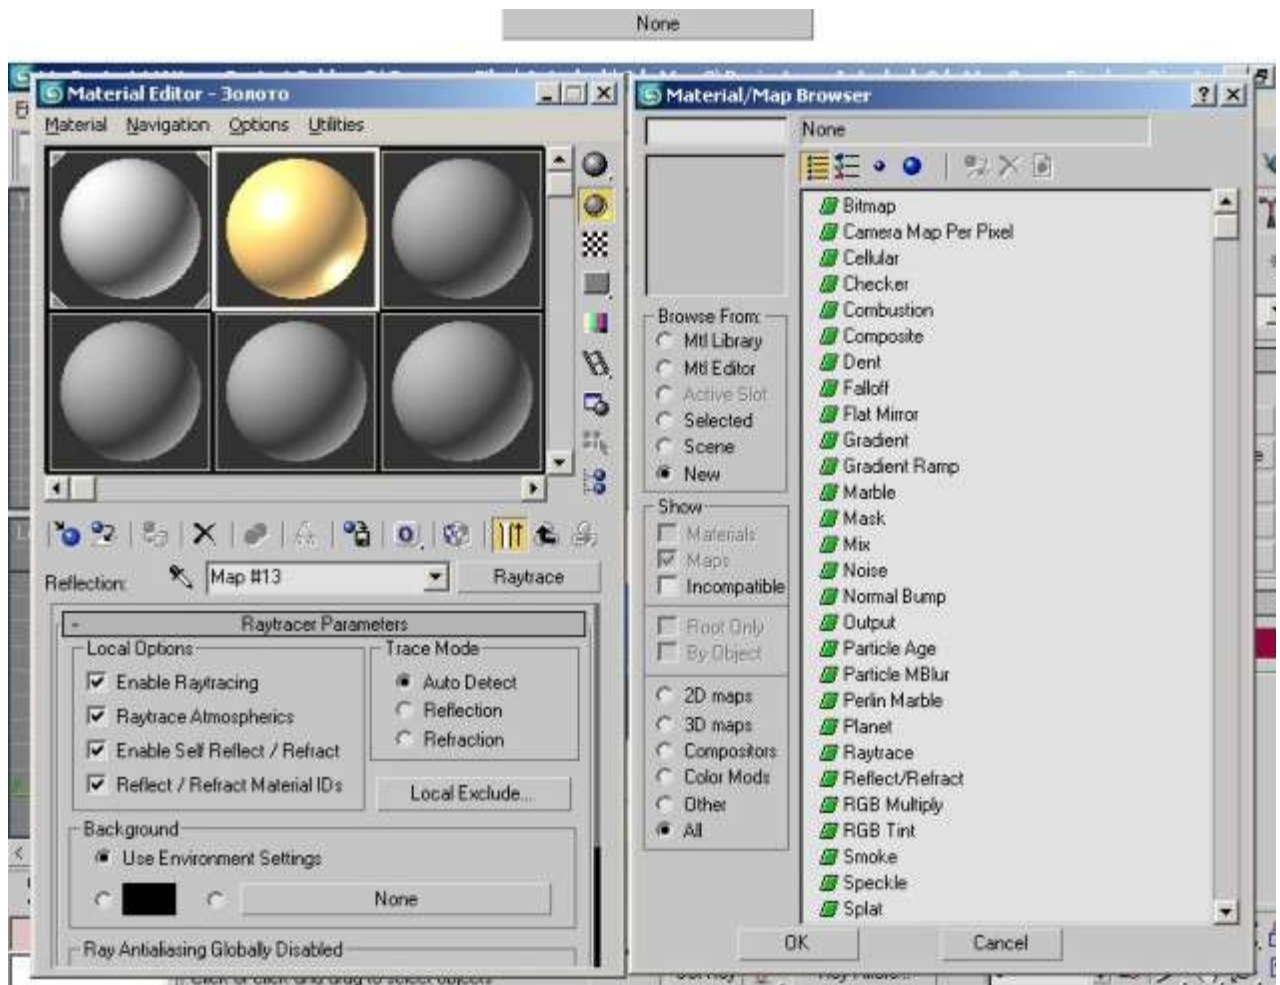 None
Material Editor - Золото
Material Navigation Options Utilities
Reflection:
Map #13
Raytrace
- Raytracer Parameters
Local Options
Enable Raytracing
Raytrace Atmospherics
Enable Self Reflect / Refract
Reflect / Refract Material IDs
Trace Mode
Auto Detect
Reflection
Refraction
Local Exclude...
Background
Use Environment Settings
None
Ray Antialiasing Globally Disabled
Material/Map Browser
None
Browse From:
Mtl Library
Mtl Editor
Active Slot
Selected
Scene
New
Show
Materials
Maps
Incompatible
Root Only
By Object
2D maps
3D maps
Compositors
Color Mods
Other
All
Bitmap
Camera Map Per Pixel
Cellular
Checker
Combustion
Composite
Dent
Falloff
Flat Mirror
Gradient
Gradient Ramp
Marble
Mask
Mix
Noise
Normal Bump
Output
Particle Age
Particle MBlur
Perlin Marble
Planet
Raytrace
Reflect/Refract
RGB Multiply
RGB Tint
Smoke
Speckle
Splat
OK
Cancel